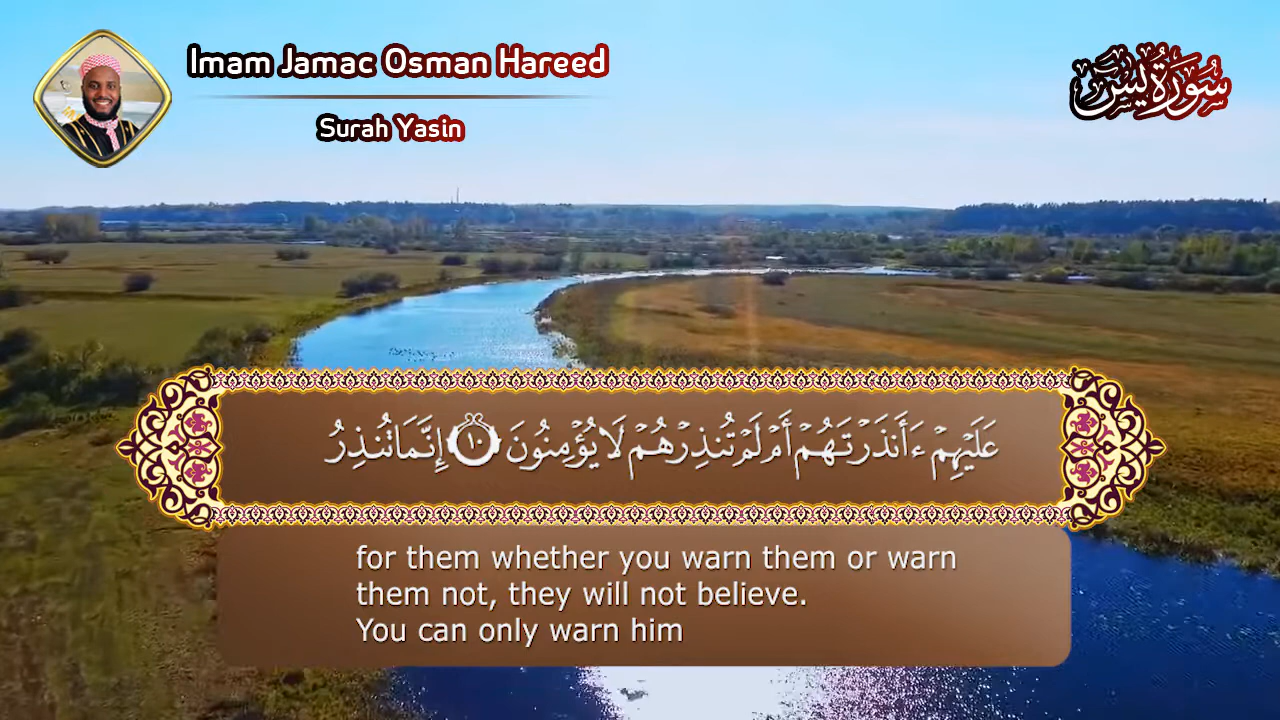 Imam Jamac Osman Hareed
Surah Yasin
سُورَةُ يسٓ
عَلَيْهِمْ ءَأَنذَرْتَهُمْ أَمْ لَمْ تُنذِرْهُمْ لَا يُؤْمِنُونَ ١٠ إِنَّمَا تُنذِرُ
for them whether you warn them or warn
them not, they will not believe.
You can only warn him